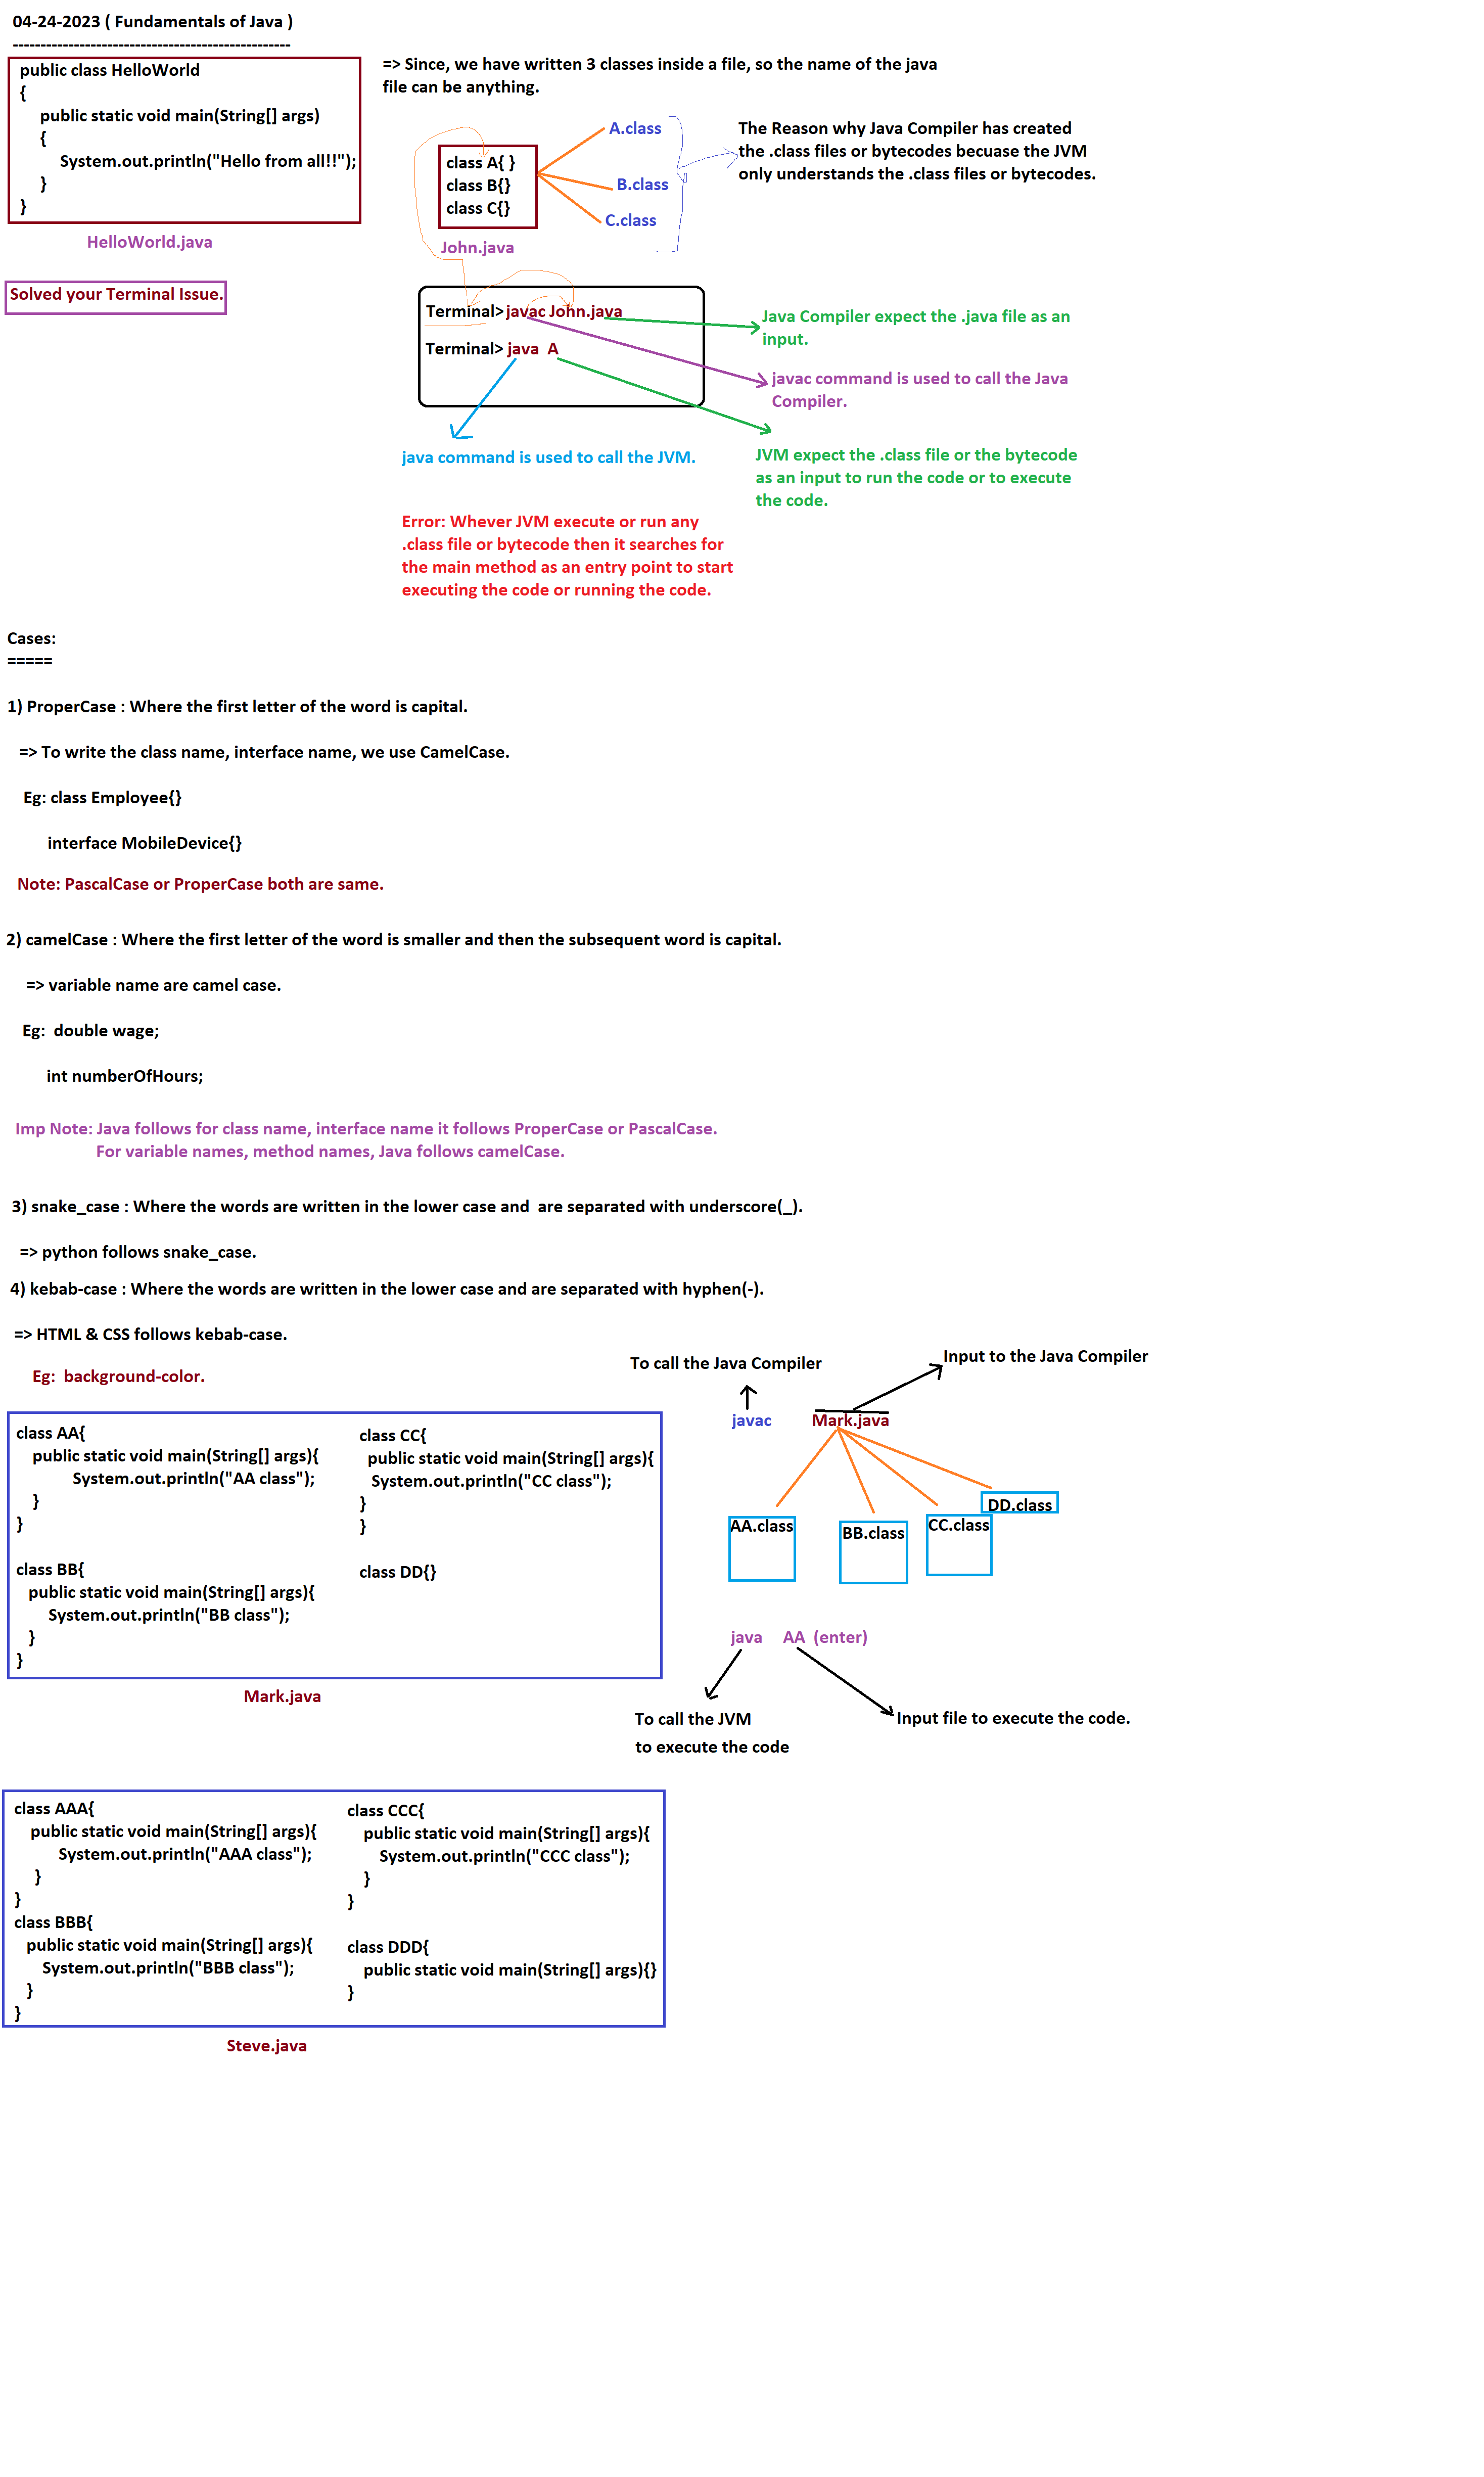 04-24-2023 ( Fundamentals of Java )
--------------------------------------------------
public class HelloWorld
{
public static void main(String[] args)
{
System.out.println("Hello from all!!");
}
}
HelloWorld.java
Solved your Terminal Issue.
=> Since, we have written 3 classes inside a file, so the name of the java
file can be anything.
class A{ }
class B{}
class C{}
John.java
A.class
B.class
C.class
The Reason why Java Compiler has created
the .class files or bytecodes becuase the JVM
only understands the .class files or bytecodes.
Terminal> javac John.java
Terminal> java A
Java Compiler expect the .java file as an
input.
javac command is used to call the Java
Compiler.
java command is used to call the JVM.
JVM expect the .class file or the bytecode
as an input to run the code or to execute
the code.
Error: Whever JVM execute or run any
.class file or bytecode then it searches for
the main method as an entry point to start
executing the code or running the code.
Cases:
=====
1) ProperCase : Where the first letter of the word is capital.
=> To write the class name, interface name, we use CamelCase.
Eg: class Employee{}
interface MobileDevice{}
Note: PascalCase or ProperCase both are same.
2) camelCase : Where the first letter of the word is smaller and then the subsequent word is capital.
=> variable name are camel case.
Eg: double wage;
int numberOfHours;
Imp Note: Java follows for class name, interface name it follows ProperCase or PascalCase.
For variable names, method names, Java follows camelCase.
3) snake_case : Where the words are written in the lower case and are separated with underscore(_).
=> python follows snake_case.
4) kebab-case : Where the words are written in the lower case and are separated with hyphen(-).
=> HTML & CSS follows kebab-case.
Eg: background-color.
class AA{
public static void main(String[] args){
System.out.println("AA class");
}
}
class BB{
public static void main(String[] args){
System.out.println("BB class");
}
}
class CC{
public static void main(String[] args){
System.out.println("CC class");
}
}
class DD{}
Mark.java
To call the Java Compiler
Input to the Java Compiler
javac Mark.java
AA.class
BB.class
CC.class
DD.class
java AA (enter)
To call the JVM
to execute the code
Input file to execute the code.
class AAA{
public static void main(String[] args){
System.out.println("AAA class");
}
}
class BBB{
public static void main(String[] args){
System.out.println("BBB class");
}
}
class CCC{
public static void main(String[] args){
System.out.println("CCC class");
}
}
class DDD{
public static void main(String[] args){}
}
Steve.java